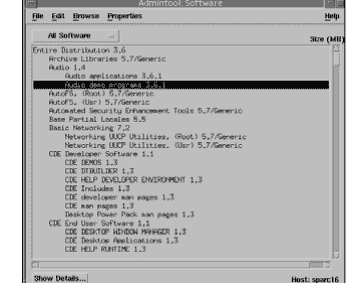 Admintool Software
File Edit Browse Properties Help
All Software
Size (MB)
Entire Distribution 3,6
Archive Libraries 5.7/Generic
Audio 1.4
Audio applications 3.6.1
Audio demo programs 3.6.1
AutoFS, (Root) 5.7/Generic
AutoFS, (Usr) 5.7/Generic
Automated Security Enhancement Tools 5.7/Generic
Base Partial Locales 5.5
Basic Networking 7.2
Networking UUCP Utilities, (Root) 5.7/Generic
Networking UUCP Utilities, (Usr) 5.7/Generic
CDE Developer Software 1.1
CDE DEMOS 1.3
CDE DTBUILDER 1.3
CDE HELP DEVELOPER ENVIRONMENT 1.3
CDE Includes 1.3
CDE developer man pages 1.3
CDE man pages 1.3
Desktop Power Pack man pages 1.3
CDE End User Software 1.1
CDE DESKTOP WINDOW MANAGER 1.3
CDE Desktop Applications 1.3
CDE HELP RUNTIME 1.3
Show Details...
Host: sparc16